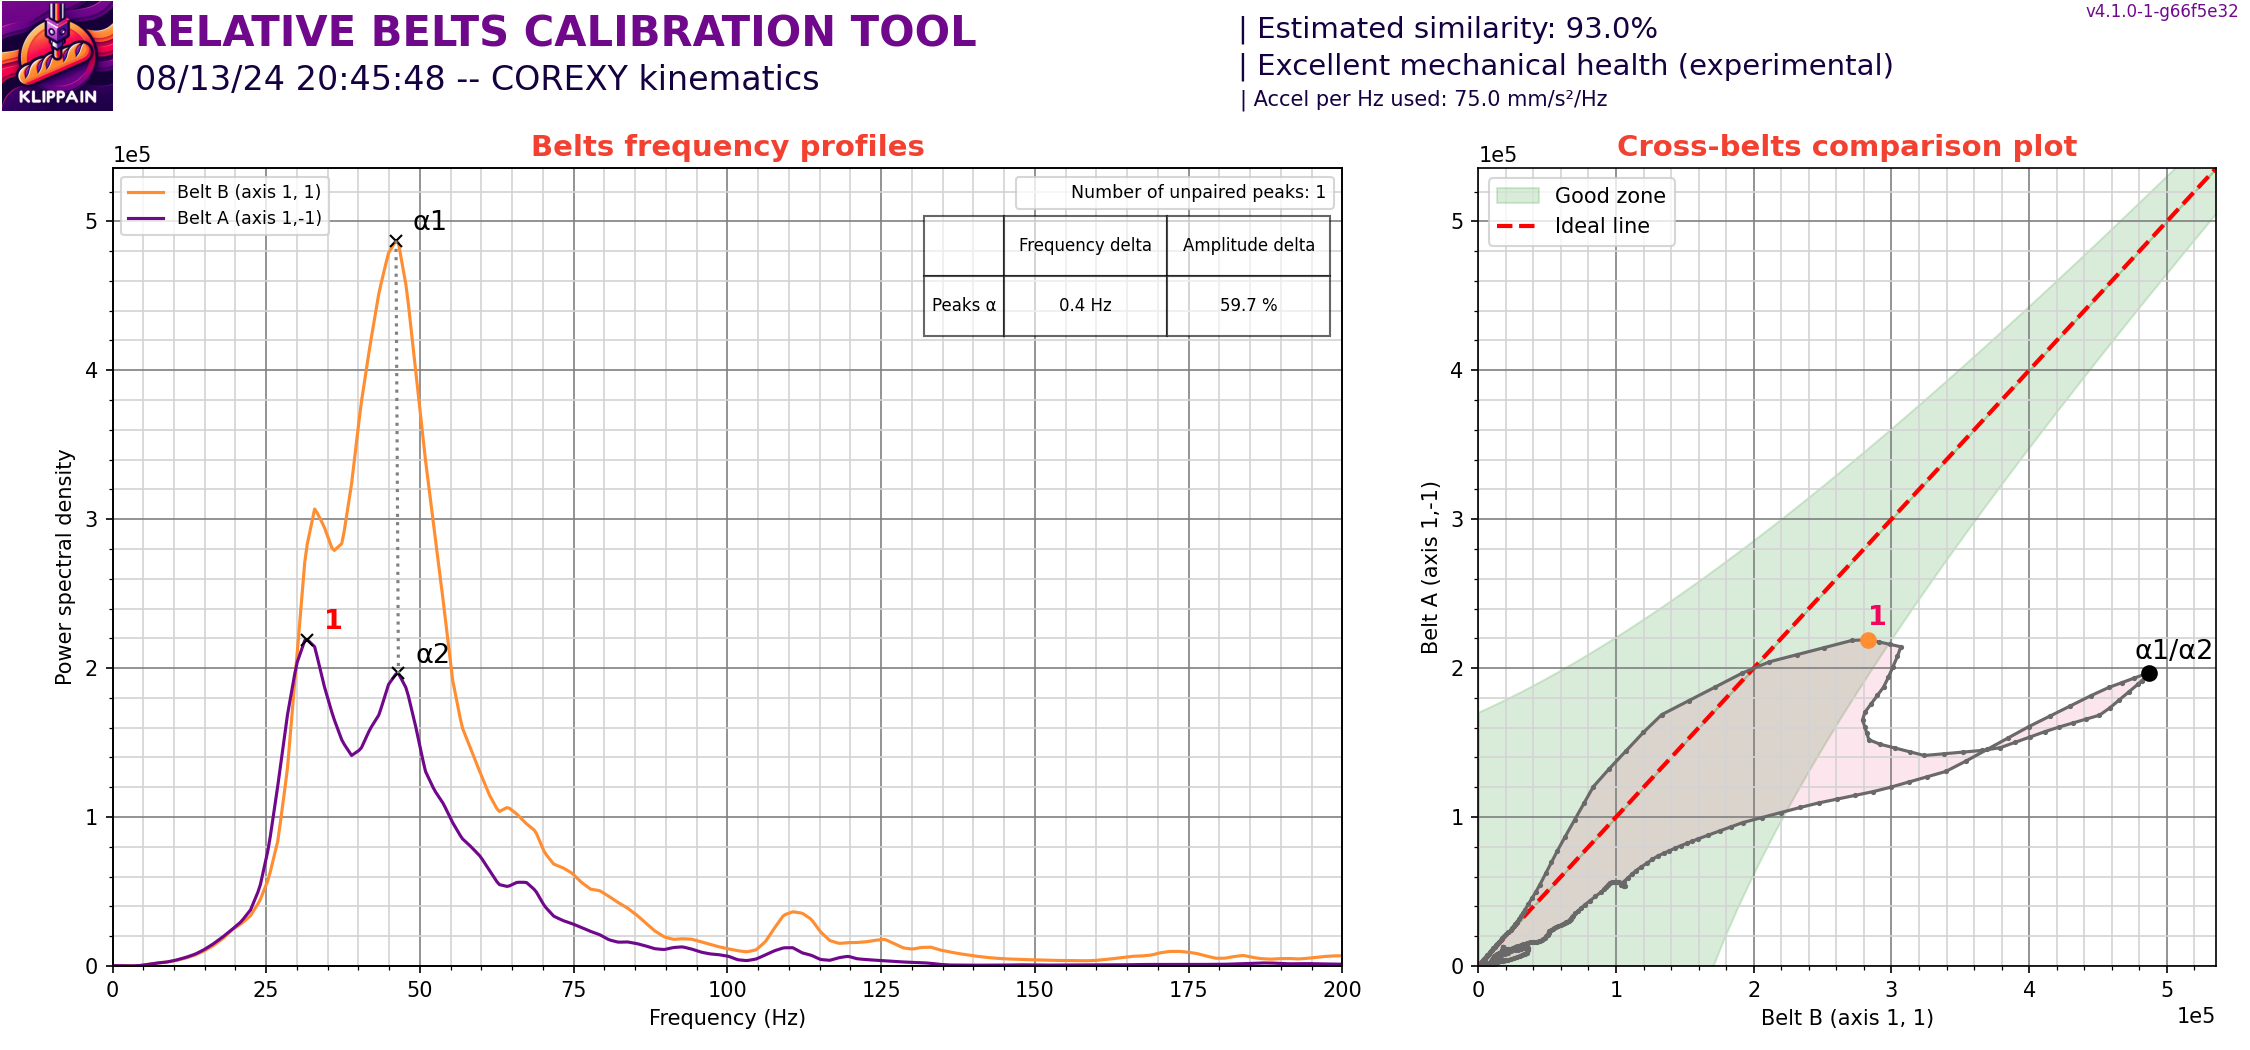 KLIPPAIN
RELATIVE BELTS CALIBRATION TOOL
08/13/24 20:45:48 -- COREXY kinematics
| Estimated similarity: 93.0%
| Excellent mechanical health (experimental)
| Accel per Hz used: 75.0 mm/s²/Hz
v4.1.0-1-g66f5e32
Belts frequency profiles
1e5
Belt B (axis 1, 1)
Belt A (axis 1,-1)
Number of unpaired peaks: 1
Frequency delta Amplitude delta
Peaks α 0.4 Hz 59.7 %
α1
α2
1
Power spectral density
5
4
3
2
1
0
0 25 50 75 100 125 150 175 200
Frequency (Hz)
Cross-belts comparison plot
1e5
Good zone
Ideal line
1
α1/α2
Belt A (axis 1,-1)
5
4
3
2
1
0
0 1 2 3 4 5
Belt B (axis 1, 1)
1e5